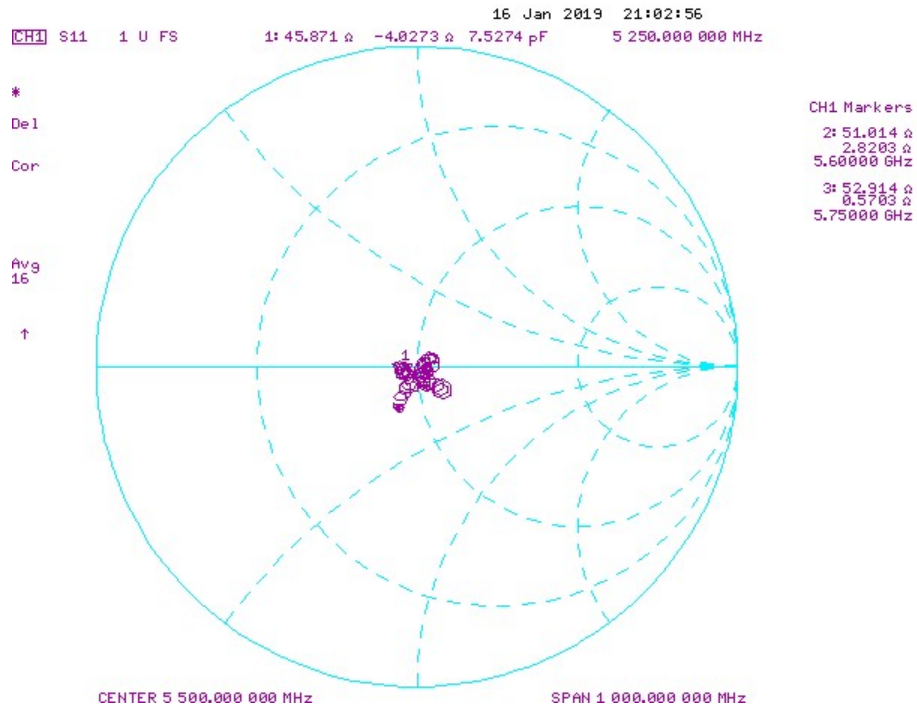 16 Jan 2019 21:02:56
CH1 S11 1 U FS 1: 45.871 Ω -4.0273 Ω 7.5274 pF 5 250.000 000 MHz
*
Del
Cor
Avg
16
↑
CH1 Markers
2: 51.014 Ω
2.8203 Ω
5.60000 GHz
3: 52.914 Ω
0.5703 Ω
5.75000 GHz
1
CENTER 5 500.000 000 MHz SPAN 1 000.000 000 MHz